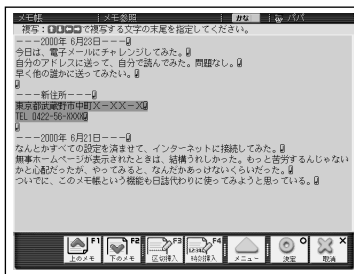 メモ帳 メモ参照 かな あ パパ
複写：↑↓←→で複写する文字の末尾を指定してください。
－－－2000年 6月23日－－－
今日は、電子メールにチャレンジしてみた。
自分のアドレスに送って、自分で読んでみた。問題なし。
早く他の誰かに送ってみたい。
－－－新住所－－－
東京都武蔵野市中町Ｘ－ＸＸ－Ｘ
TEL 0422-56-XXXX
－－－2000年 6月21日－－－
なんとかすべての設定を済ませて、インターネットに接続してみた。
無事ホームページが表示されたときは、結構うれしかった。もっと苦労するんじゃない
かと心配だったが、やってみると、なんだかあっけないくらいだった。
ついでに、このメモ帳という機能も日誌代わりに使ってみようと思っている。
F1 F2 F3 F4
上のメモ 下のメモ 区切挿入 時刻挿入 メニュー 決定 取消